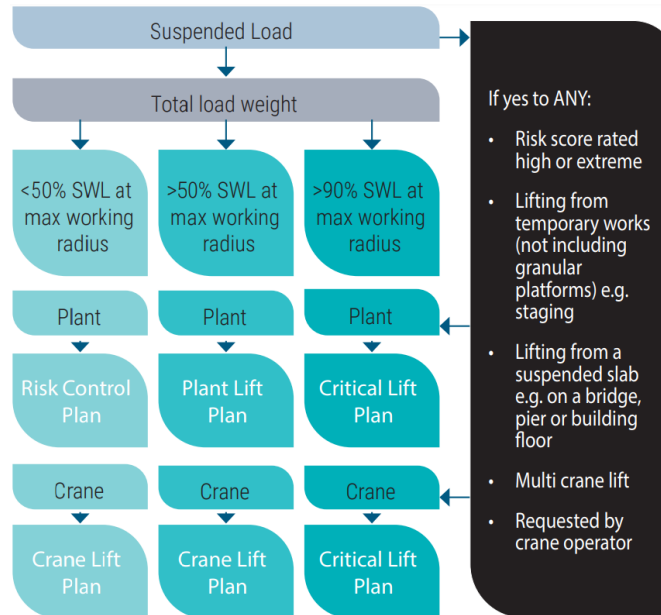 Suspended Load
Total load weight
<50% SWL at
max working
radius
>50% SWL at
max working
radius
>90% SWL at
max working
radius
Plant
Plant
Plant
Risk Control
Plan
Plant Lift
Plan
Critical Lift
Plan
Crane
Crane
Crane
Crane Lift
Plan
Crane Lift
Plan
Critical Lift
Plan
If yes to ANY:
• Risk score rated
high or extreme
• Lifting from
temporary works
(not including
granular
platforms) e.g.
staging
• Lifting from a
suspended slab
e.g. on a bridge,
pier or building
floor
• Multi crane lift
• Requested by
crane operator